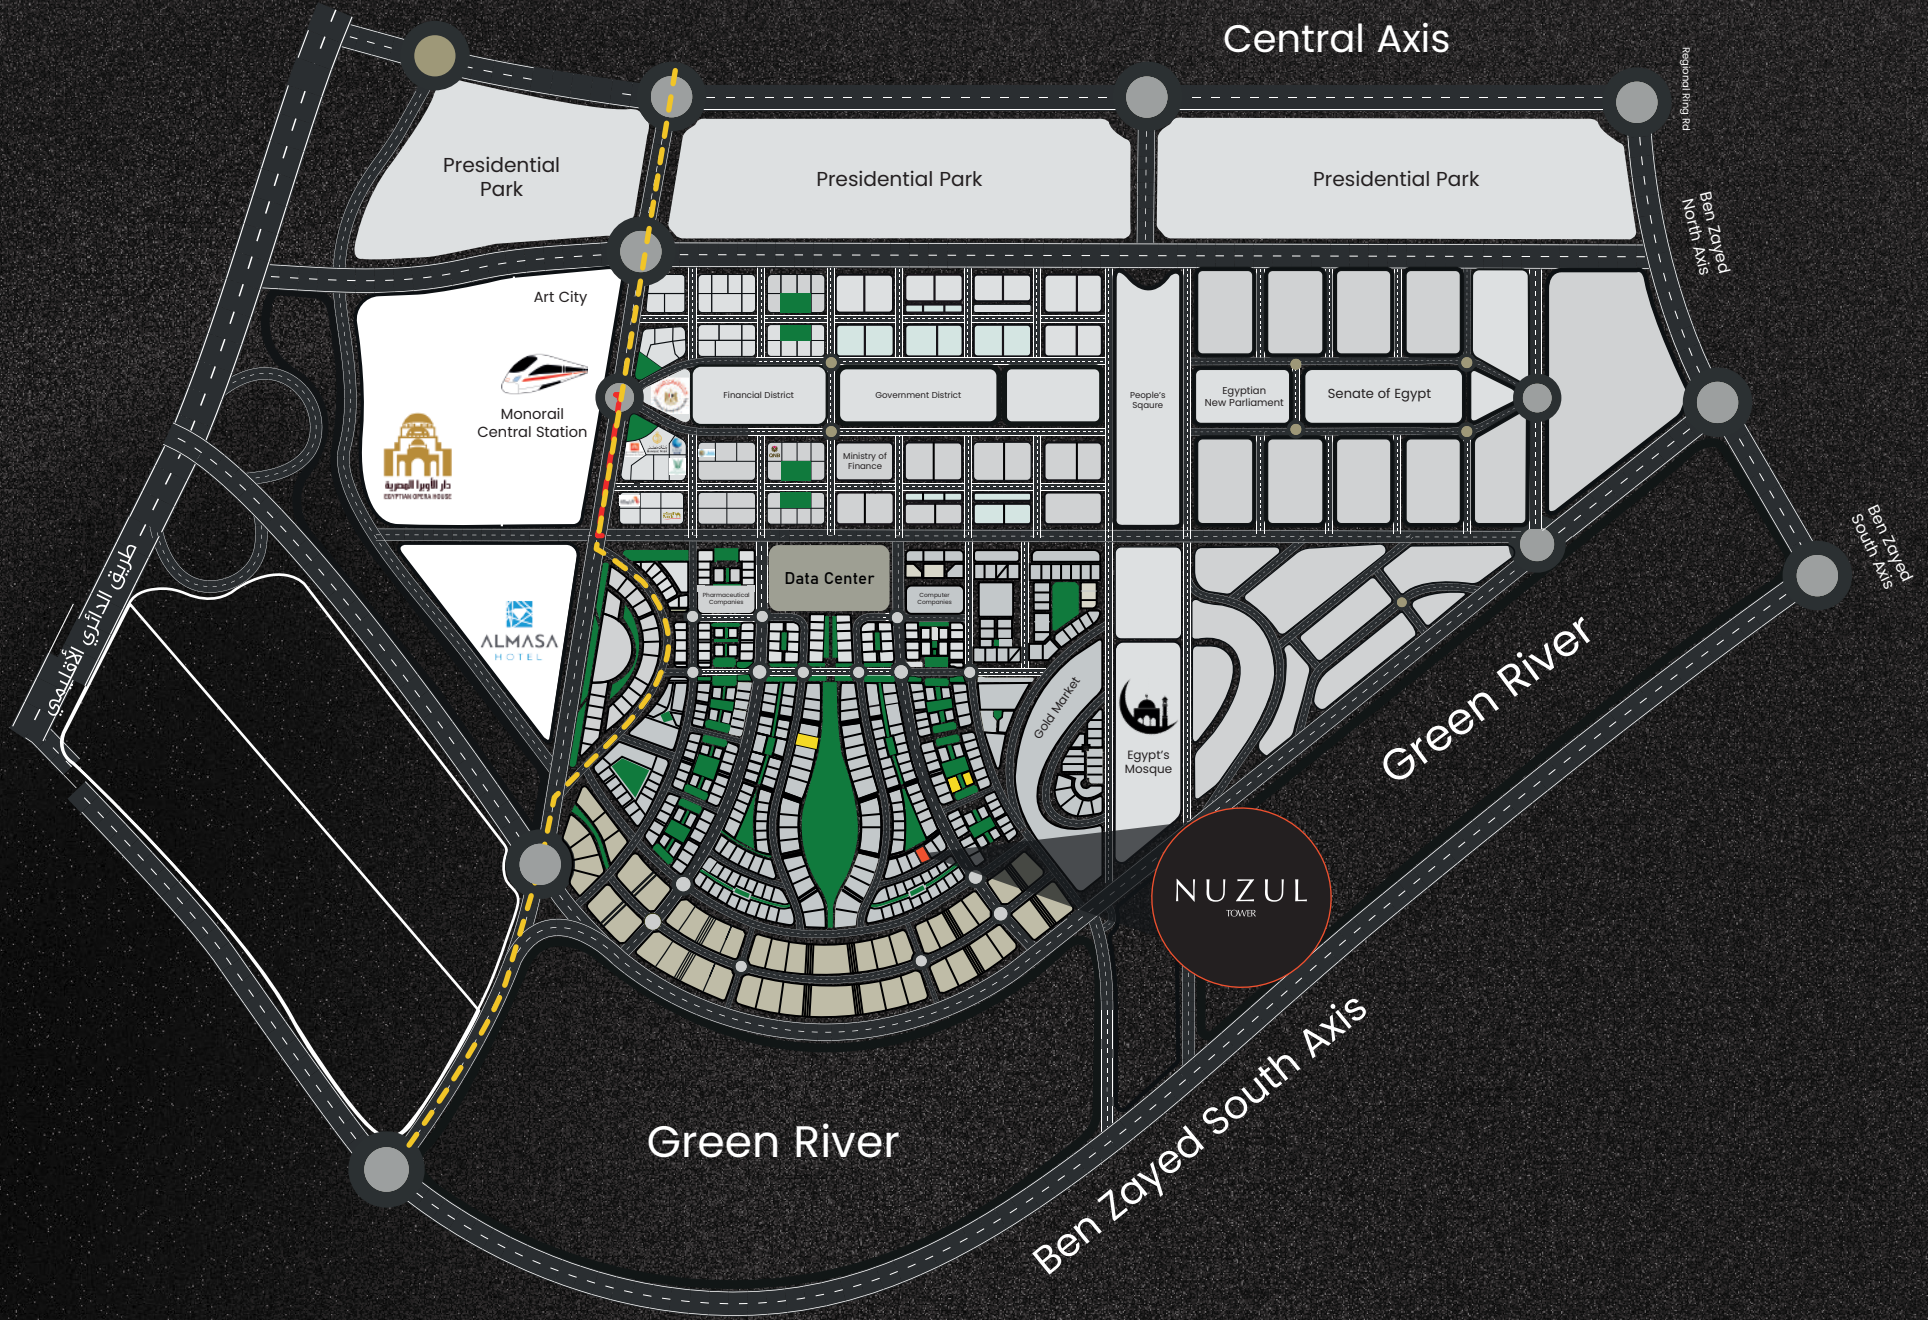 Central Axis
Regional Ring Rd
Presidential
Park
Presidential Park
Presidential Park
Ben Zayed
North Axis
Art City
Monorail
Central Station
دار الأوبرا المصرية
EGYPTIAN OPERA HOUSE
Financial District
Government District
People's
Sqaure
Egyptian
New Parliament
Senate of Egypt
QNB
Ministry of
Finance
Ben Zayed
South Axis
طريق الدائري الأقليمي
ALMASA
HOTEL
Pharmaceutical
Companies
Data Center
Computer
Companies
Gold Market
Egypt's
Mosque
Green River
NUZUL
TOWER
Green River
Ben Zayed South Axis